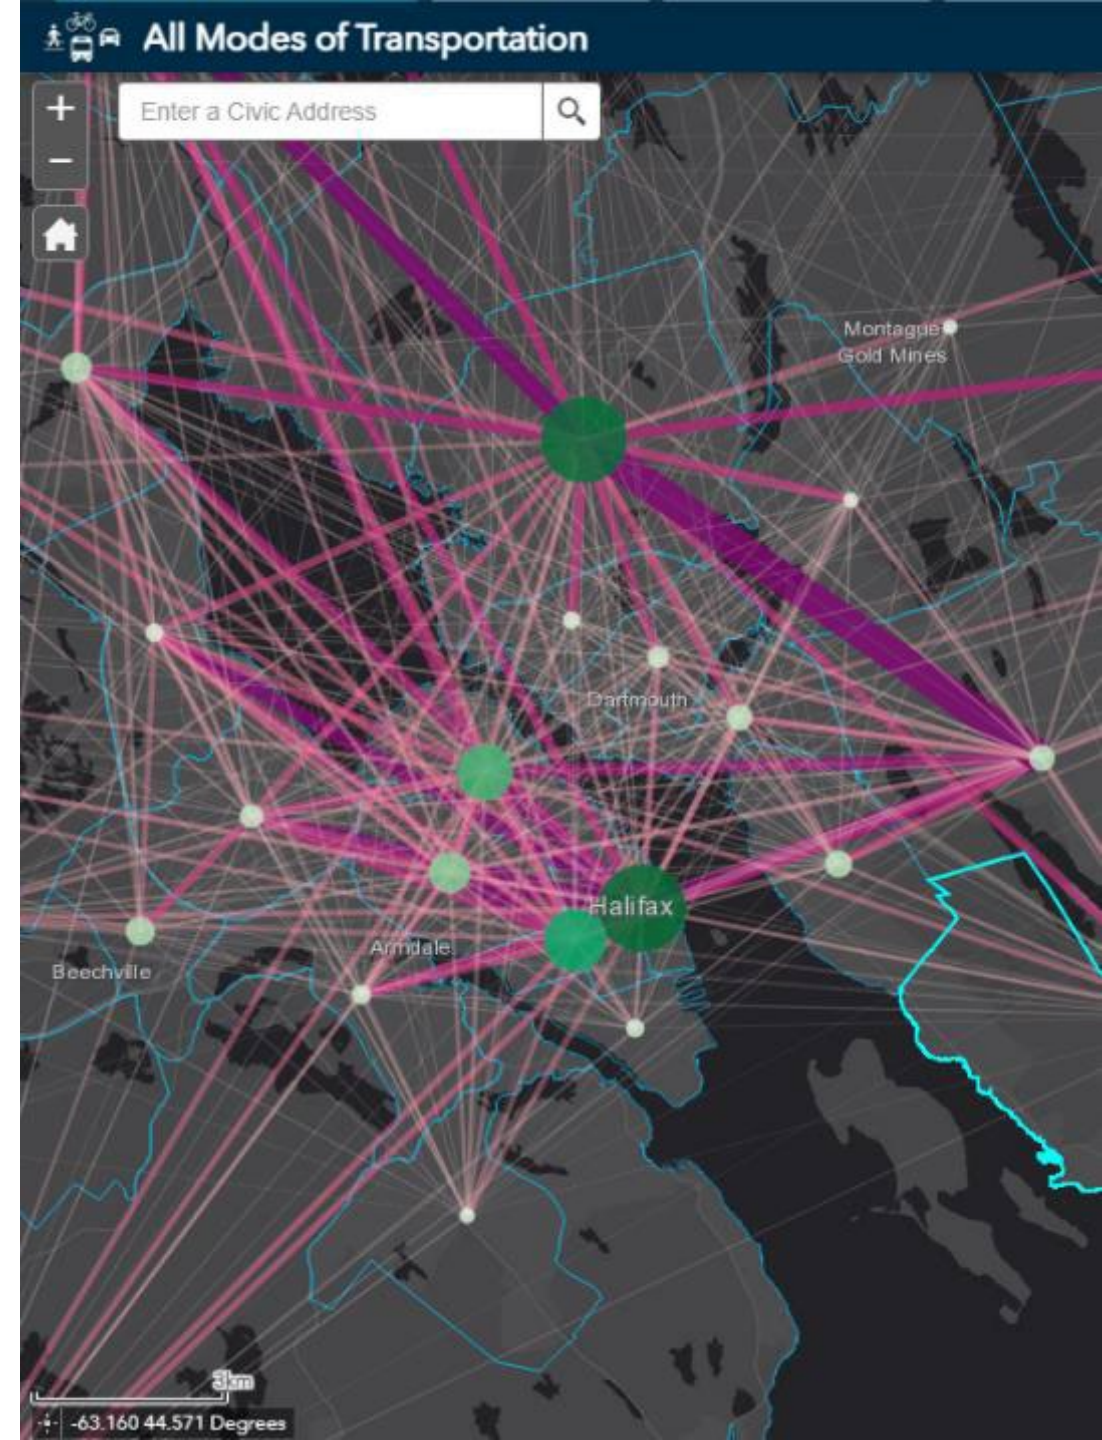 All Modes of Transportation
+
Enter a Civic Address
−
Montague
Gold Mines
Dartmouth
Halifax
Armdale
Beechville
3km
-63.160 44.571 Degrees